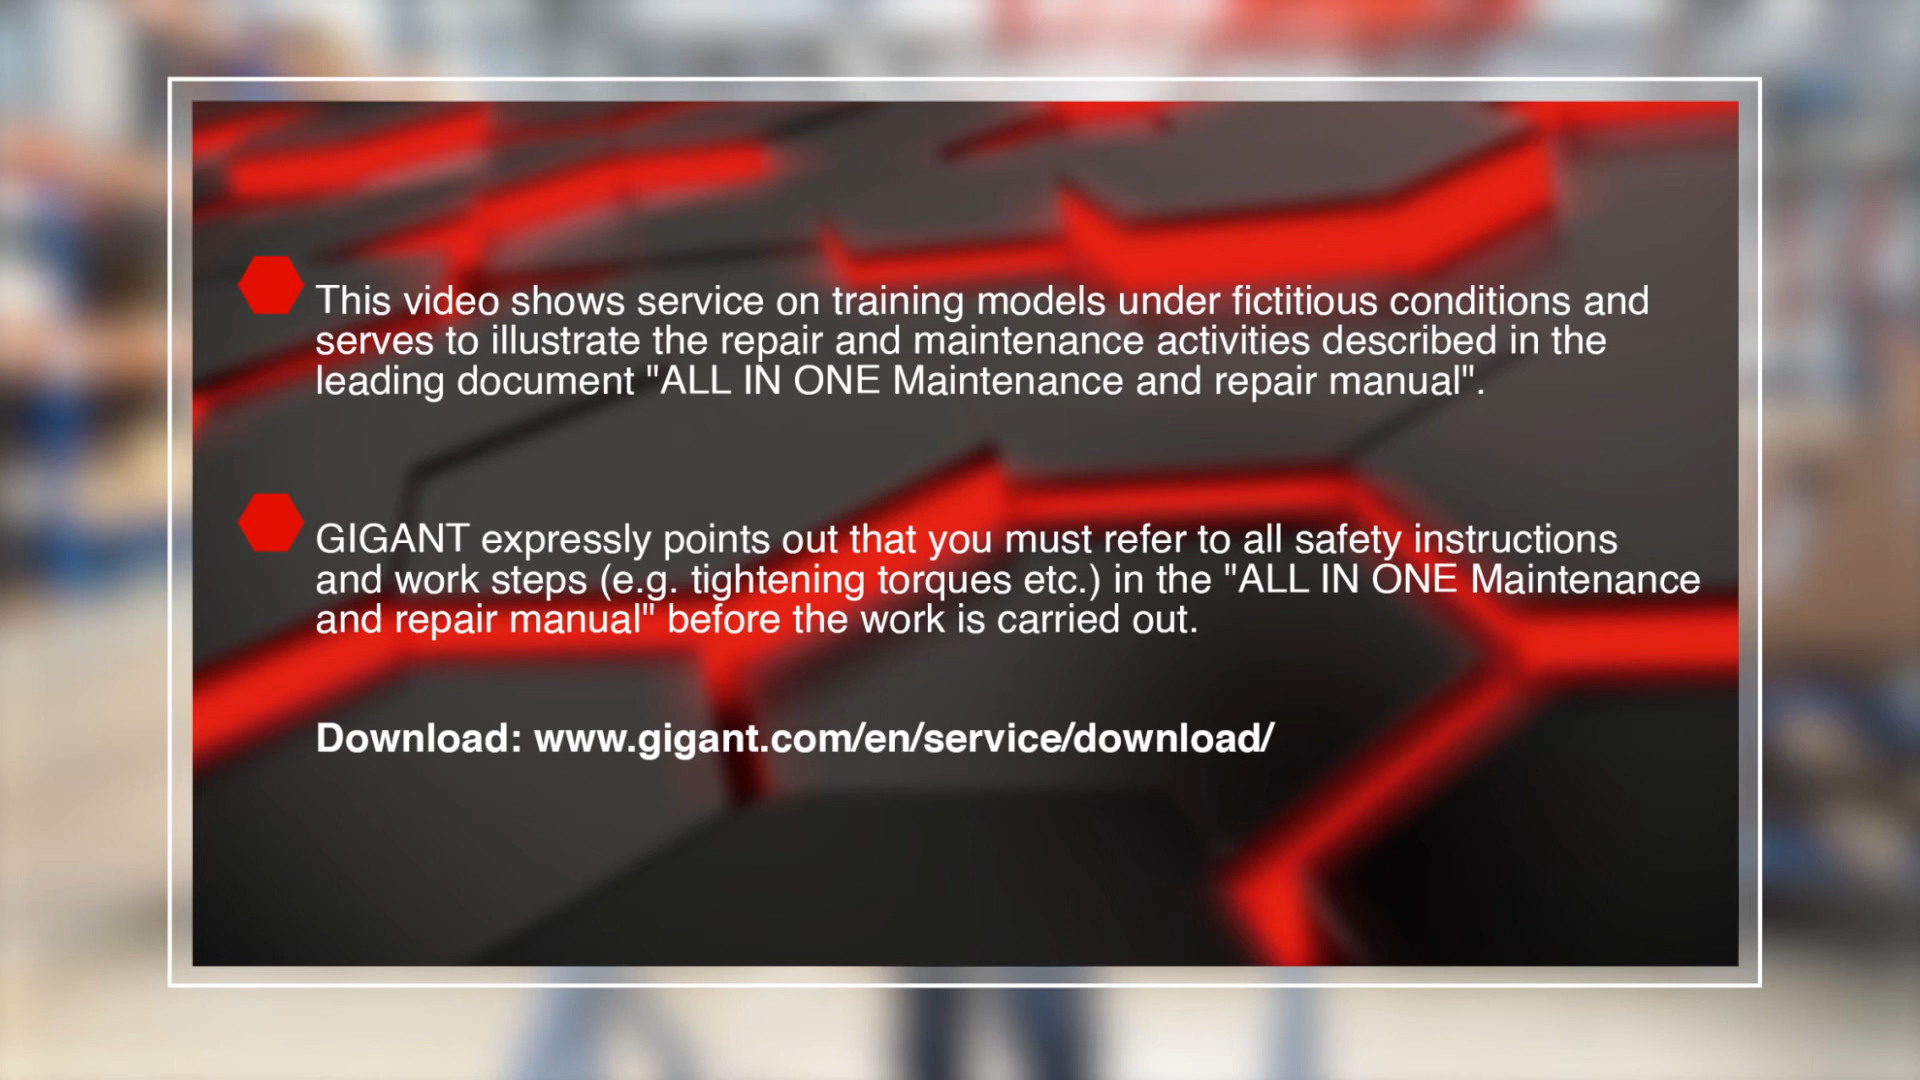 This video shows service on training models under fictitious conditions and
serves to illustrate the repair and maintenance activities described in the
leading document "ALL IN ONE Maintenance and repair manual".
GIGANT expressly points out that you must refer to all safety instructions
and work steps (e.g. tightening torques etc.) in the "ALL IN ONE Maintenance
and repair manual" before the work is carried out.
Download: www.gigant.com/en/service/download/